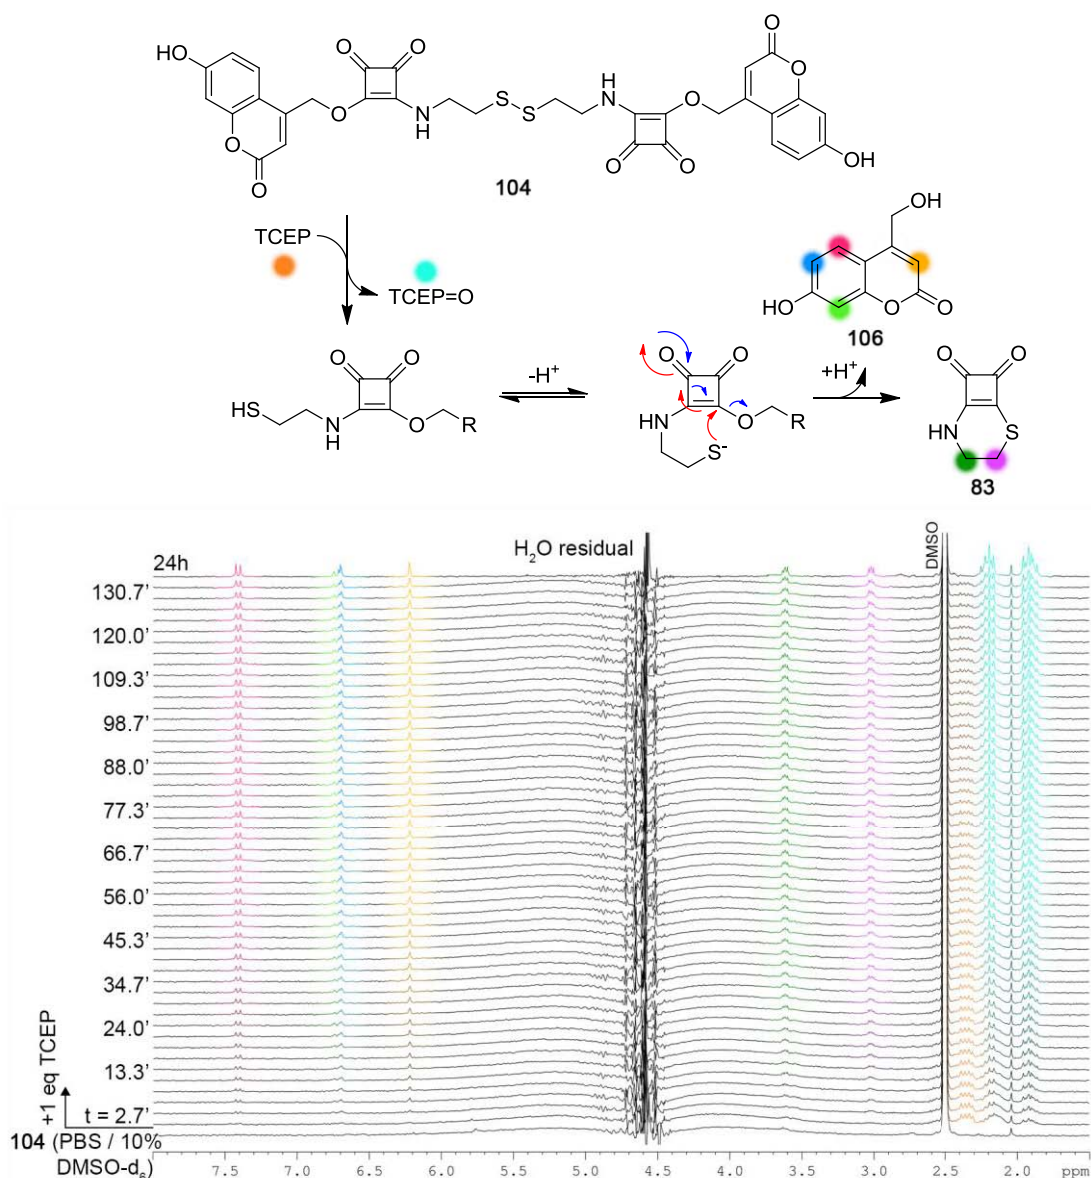 O O O
HO O
O N H S S H N O
O O
O O O OH
104
OH
TCEP
TCEP=O
HO O O
106
O O O O O O
-H⁺ +H⁺
HS N H O R HN O R HN S
S⁻
83
24h
H₂O residual
DMSO
130.7'
120.0'
109.3'
98.7'
88.0'
77.3'
66.7'
56.0'
45.3'
34.7'
24.0'
13.3'
t = 2.7'
+1 eq TCEP
104 (PBS / 10%
DMSO-d₆)
7.5 7.0 6.5 6.0 5.5 5.0 4.5 4.0 3.5 3.0 2.5 2.0 ppm